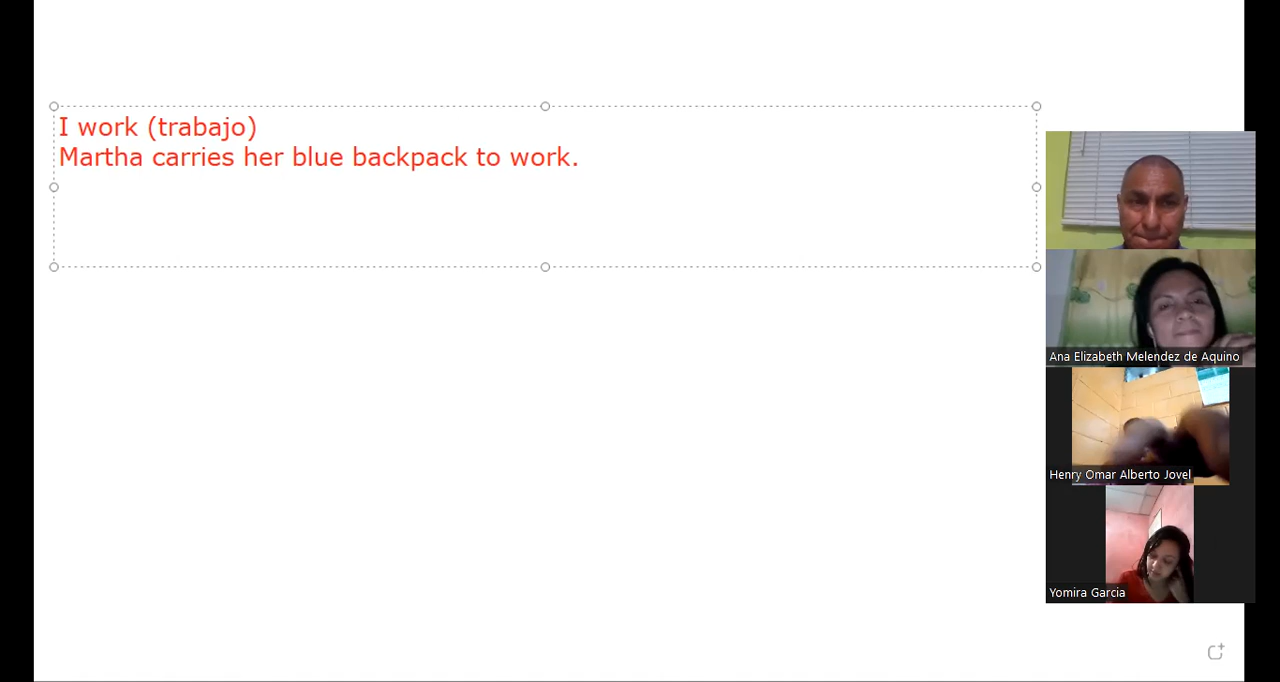 I work (trabajo)
Martha carries her blue backpack to work.
Ana Elizabeth Melendez de Aquino
Henry Omar Alberto Jovel
Yomira Garcia